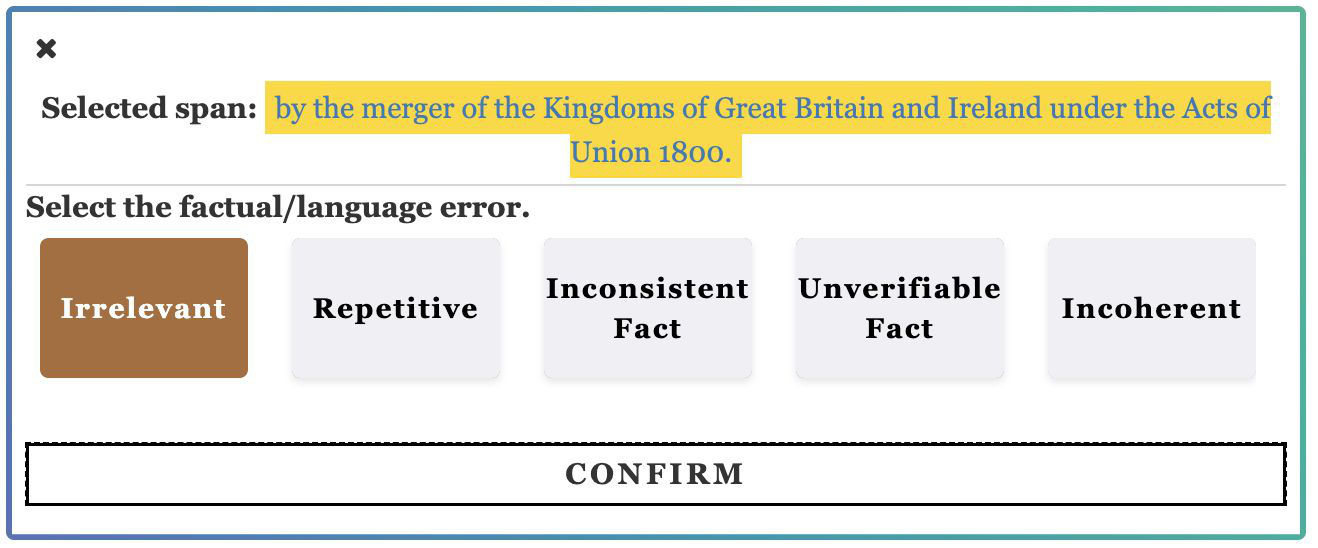 ✖
Selected span: by the merger of the Kingdoms of Great Britain and Ireland under the Acts of
Union 1800.
Select the factual/language error.
Irrelevant
Repetitive
Inconsistent
Fact
Unverifiable
Fact
Incoherent
CONFIRM